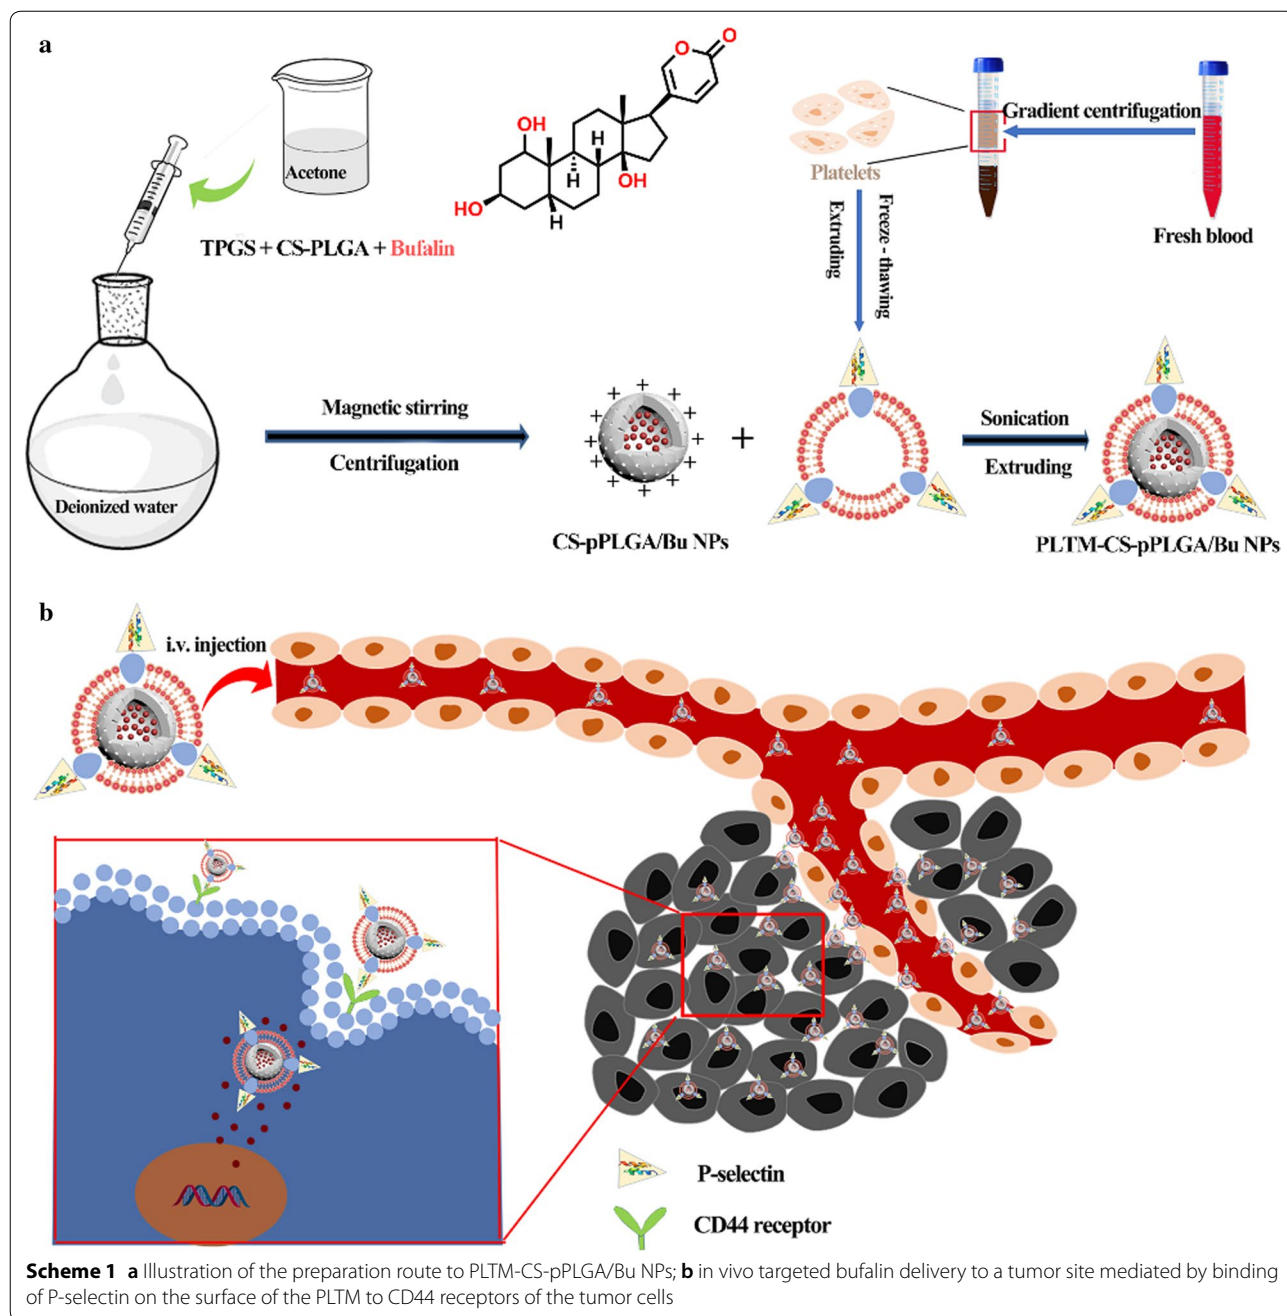 a
O
O
OH
H
H
H
OH
HO
H
Acetone
TPGS + CS-PLGA + Bufalin
Platelets
Gradient centrifugation
Fresh blood
Extruding
Freeze - thawing
Deionized water
Magnetic stirring
Centrifugation
CS-pPLGA/Bu NPs
+
Sonication
Extruding
PLTM-CS-pPLGA/Bu NPs
b
i.v. injection
P-selectin
CD44 receptor
Scheme 1 a Illustration of the preparation route to PLTM-CS-pPLGA/Bu NPs; b in vivo targeted bufalin delivery to a tumor site mediated by binding
of P-selectin on the surface of the PLTM to CD44 receptors of the tumor cells